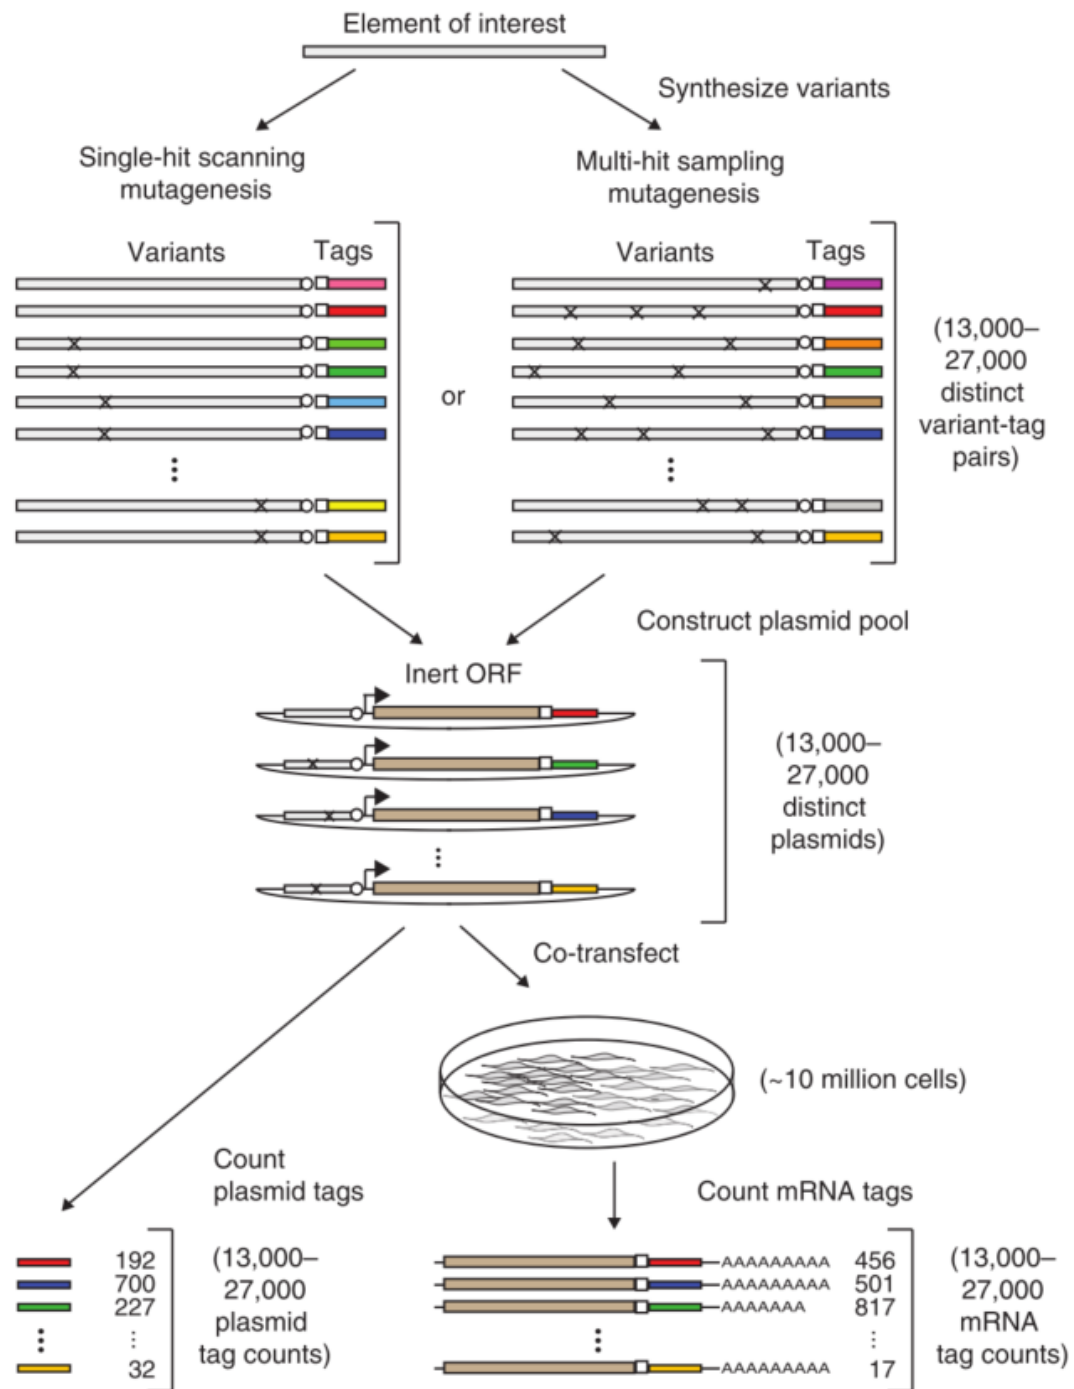 Element of interest
Synthesize variants
Single-hit scanning
mutagenesis
Multi-hit sampling
mutagenesis
Variants Tags
Variants Tags
or
(13,000–
27,000
distinct
variant-tag
pairs)
Construct plasmid pool
Inert ORF
(13,000–
27,000
distinct
plasmids)
Co-transfect
(~10 million cells)
Count
plasmid tags
Count mRNA tags
192
700
227
32
(13,000–
27,000
plasmid
tag counts)
AAAAAAAAA 456
AAAAAAAAA 501
AAAAAAA 817
AAAAAAAAA 17
(13,000–
27,000
mRNA
tag counts)